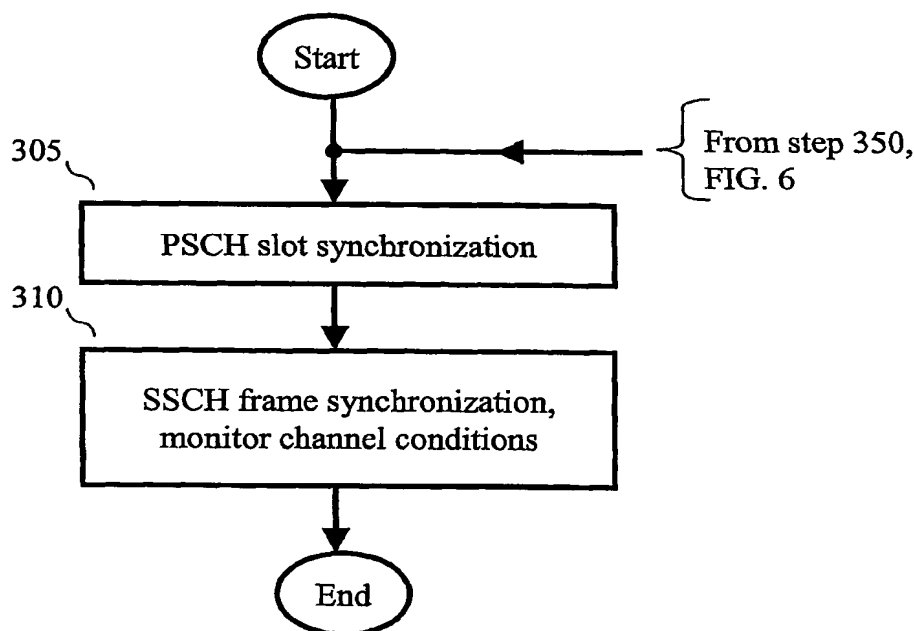 Start
From step 350,
FIG. 6
305
PSCH slot synchronization
310
SSCH frame synchronization,
monitor channel conditions
End